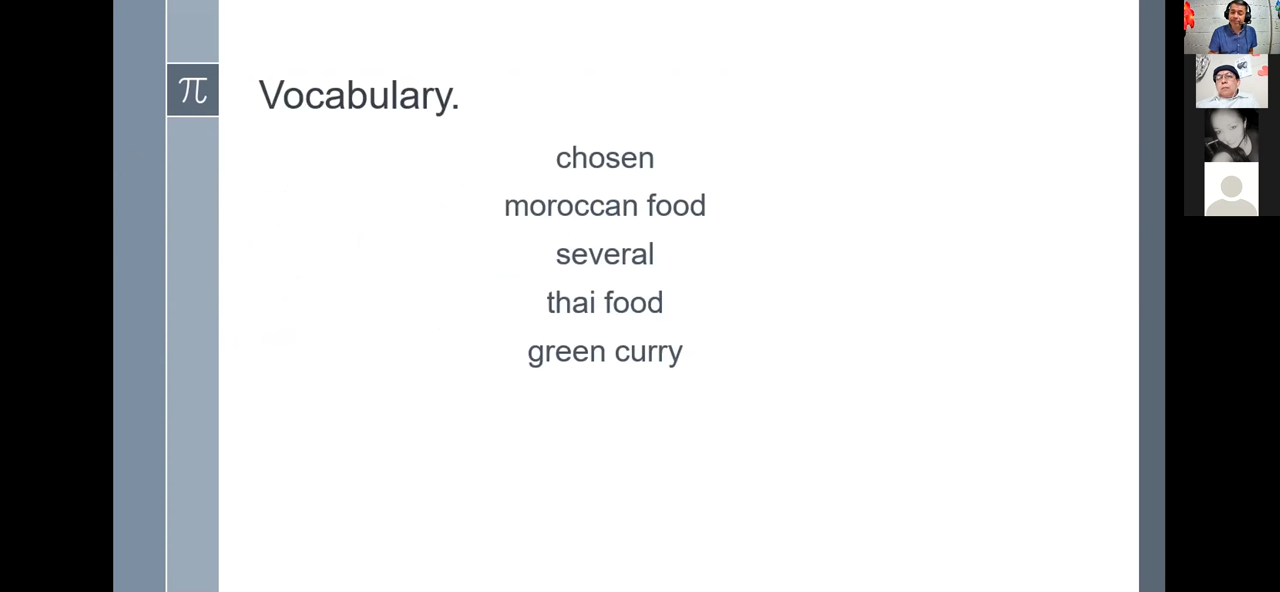 π
Vocabulary.
chosen
moroccan food
several
thai food
green curry